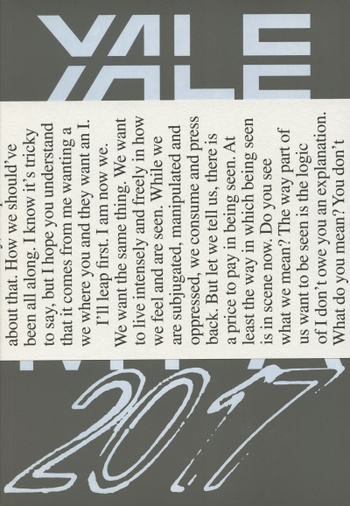 YALE
YALE
about that. How we should've
been all along. I know it's tricky
to say, but I hope you understand
that it comes from me wanting a
we where you and they want an I.
I'll leap first. I am now we.
We want the same thing. We want
to live intensely and freely in how
we feel and are seen. While we
are subjugated, manipulated and
oppressed, we consume and press
back. But let we tell us, there is
a price to pay in being seen. At
least the way in which being seen
is in scene now. Do you see
what we mean? The way part of
us want to be seen is the logic
of I don't owe you an explanation.
What do you mean? You don't
2017